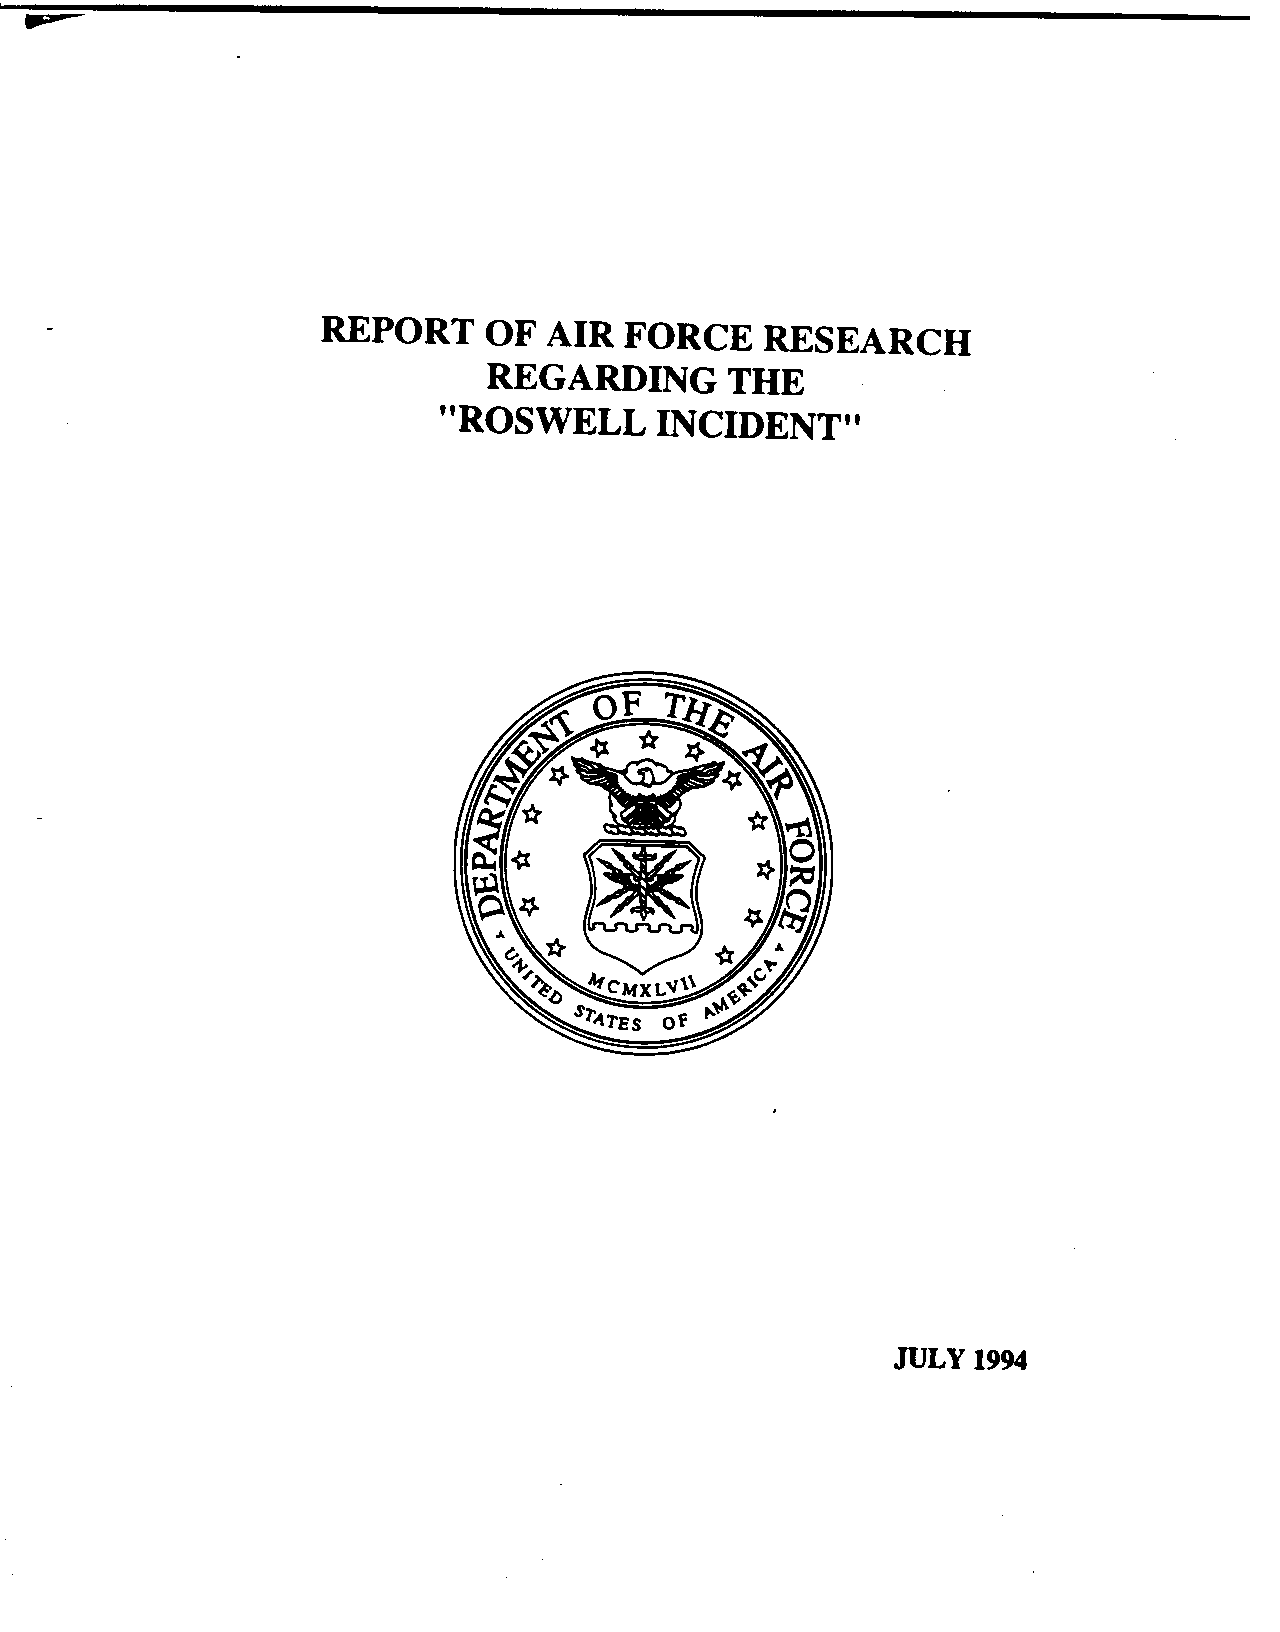 REPORT OF AIR FORCE RESEARCH
REGARDING THE
"ROSWELL INCIDENT"
DEPARTMENT OF THE AIR FORCE
MCMXLVII
UNITED STATES OF AMERICA
JULY 1994